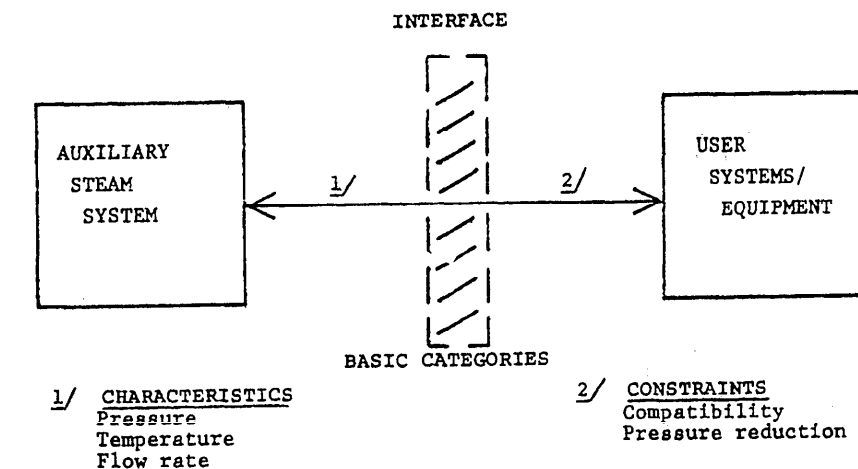 INTERFACE
AUXILIARY
STEAM
SYSTEM
1/
2/
USER
SYSTEMS/
EQUIPMENT
BASIC CATEGORIES
1/ CHARACTERISTICS
Pressure
Temperature
Flow rate
2/ CONSTRAINTS
Compatibility
Pressure reduction